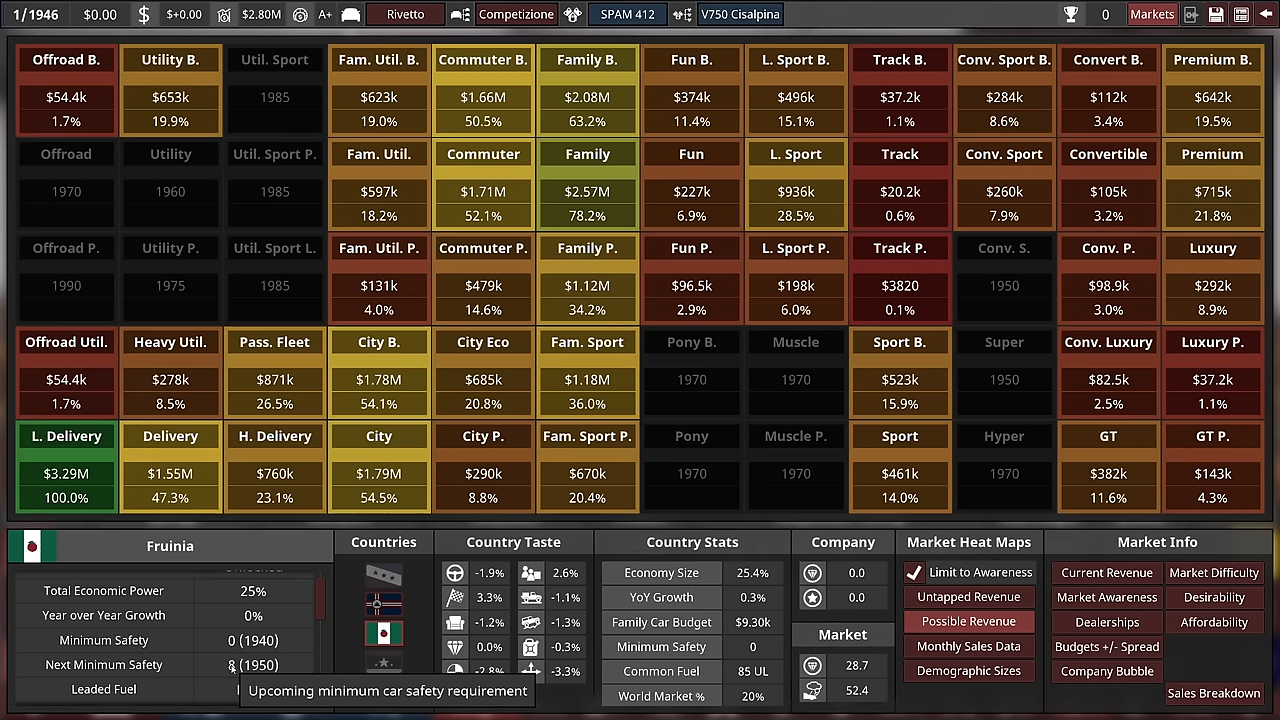 1/1946 $0.00 $ $+0.00 $2.80M A+ Rivetto Competizione SPAM 412 V750 Cisalpina 0 Markets
Offroad B. Utility B. Util. Sport Fam. Util. B. Commuter B. Family B. Fun B. L. Sport B. Track B. Conv. Sport B. Convert B. Premium B.
$54.4k $653k 1985 $623k $1.66M $2.08M $374k $496k $37.2k $284k $112k $642k
1.7% 19.9% 19.0% 50.5% 63.2% 11.4% 15.1% 1.1% 8.6% 3.4% 19.5%
Offroad Utility Util. Sport P. Fam. Util. Commuter Family Fun L. Sport Track Conv. Sport Convertible Premium
1970 1960 1985 $597k $1.71M $2.57M $227k $936k $20.2k $260k $105k $715k
18.2% 52.1% 78.2% 6.9% 28.5% 0.6% 7.9% 3.2% 21.8%
Offroad P. Utility P. Util. Sport L. Fam. Util. P. Commuter P. Family P. Fun P. L. Sport P. Track P. Conv. S. Conv. P. Luxury
1990 1975 1985 $131k $479k $1.12M $96.5k $198k $3820 1950 $98.9k $292k
4.0% 14.6% 34.2% 2.9% 6.0% 0.1% 3.0% 8.9%
Offroad Util. Heavy Util. Pass. Fleet City B. City Eco Fam. Sport Pony B. Muscle Sport B. Super Conv. Luxury Luxury P.
$54.4k $278k $871k $1.78M $685k $1.18M 1970 1970 $523k 1950 $82.5k $37.2k
1.7% 8.5% 26.5% 54.1% 20.8% 36.0% 15.9% 2.5% 1.1%
L. Delivery Delivery H. Delivery City City P. Fam. Sport P. Pony Muscle P. Sport Hyper GT GT P.
$3.29M $1.55M $760k $1.79M $290k $670k 1970 1970 $461k 1970 $382k $143k
100.0% 47.3% 23.1% 54.5% 8.8% 20.4% 14.0% 11.6% 4.3%
Fruinia
Total Economic Power 25%
Year over Year Growth 0%
Minimum Safety 0 (1940)
Next Minimum Safety 8 (1950)
Leaded Fuel
Upcoming minimum car safety requirement
Countries
Country Taste
-1.9% 2.6%
3.3% -1.1%
-1.2% -1.3%
0.0% -0.3%
-2.8% -3.3%
Country Stats
Economy Size 25.4%
YoY Growth 0.3%
Family Car Budget $9.30k
Minimum Safety 0
Common Fuel 85 UL
World Market % 20%
Company
0.0
0.0
Market
28.7
52.4
Market Heat Maps
Limit to Awareness
Untapped Revenue
Possible Revenue
Monthly Sales Data
Demographic Sizes
Market Info
Current Revenue Market Difficulty
Market Awareness Desirability
Dealerships Affordability
Budgets +/- Spread
Company Bubble
Sales Breakdown